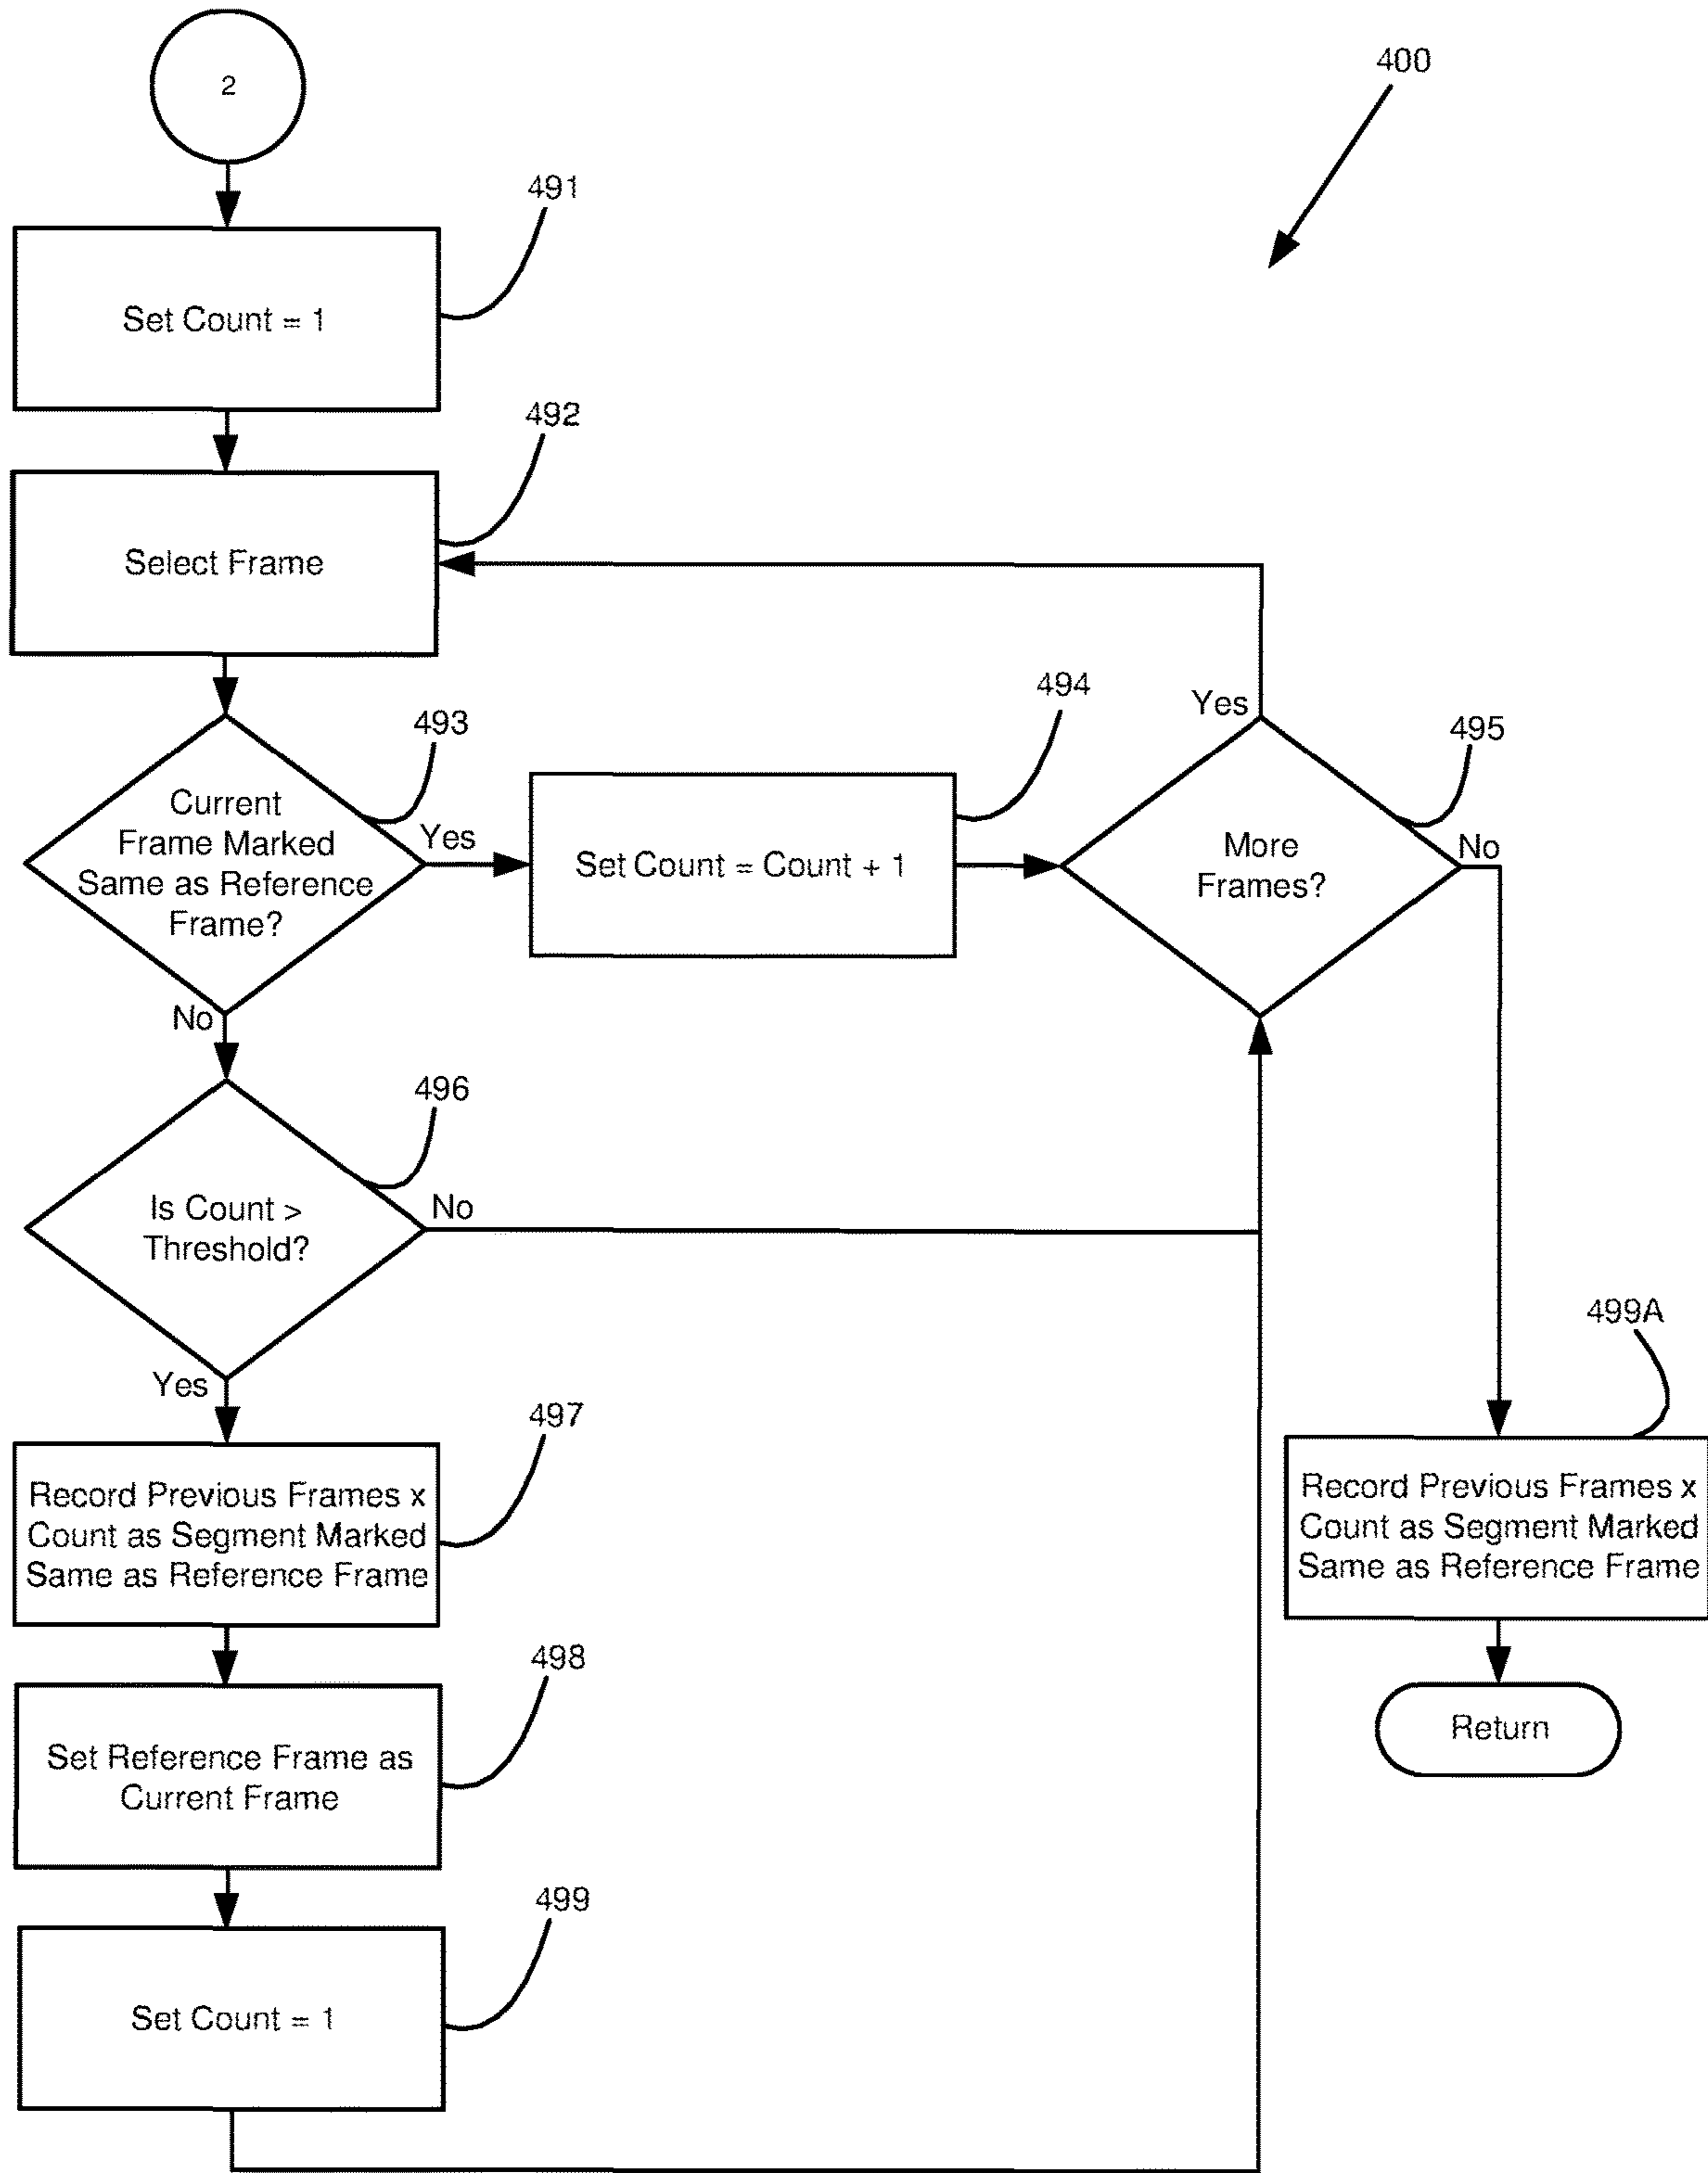 2
400
491
Set Count = 1
492
Select Frame
493
Current
Frame Marked
Same as Reference
Frame?
Yes
494
Set Count = Count + 1
Yes
495
More
Frames?
No
No
496
Is Count >
Threshold?
No
Yes
497
Record Previous Frames x
Count as Segment Marked
Same as Reference Frame
499A
Record Previous Frames x
Count as Segment Marked
Same as Reference Frame
498
Set Reference Frame as
Current Frame
Return
499
Set Count = 1